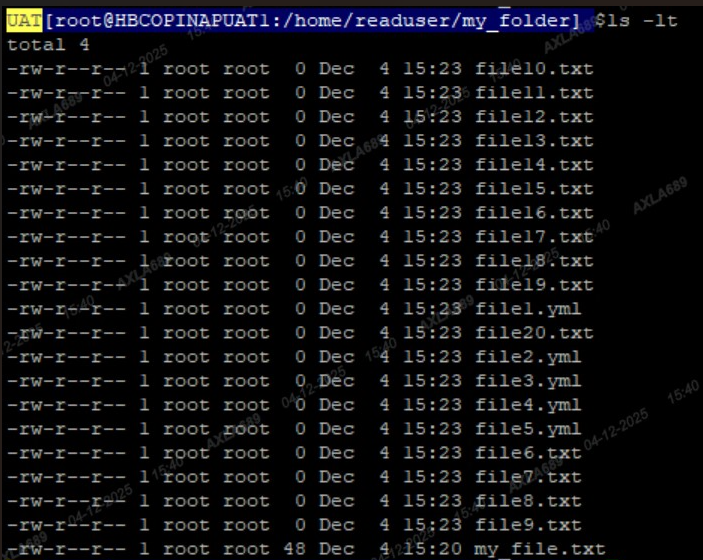 UAT[root@HBCOPINAPUAT1:/home/readuser/my_folder] $ls -lt
total 4
-rw-r--r-- 1 root root  0 Dec  4 15:23 file10.txt
-rw-r--r-- 1 root root  0 Dec  4 15:23 file11.txt
-rw-r--r-- 1 root root  0 Dec  4 15:23 file12.txt
-rw-r--r-- 1 root root  0 Dec  4 15:23 file13.txt
-rw-r--r-- 1 root root  0 Dec  4 15:23 file14.txt
-rw-r--r-- 1 root root  0 Dec  4 15:23 file15.txt
-rw-r--r-- 1 root root  0 Dec  4 15:23 file16.txt
-rw-r--r-- 1 root root  0 Dec  4 15:23 file17.txt
-rw-r--r-- 1 root root  0 Dec  4 15:23 file18.txt
-rw-r--r-- 1 root root  0 Dec  4 15:23 file19.txt
-rw-r--r-- 1 root root  0 Dec  4 15:23 file1.yml
-rw-r--r-- 1 root root  0 Dec  4 15:23 file20.txt
-rw-r--r-- 1 root root  0 Dec  4 15:23 file2.yml
-rw-r--r-- 1 root root  0 Dec  4 15:23 file3.yml
-rw-r--r-- 1 root root  0 Dec  4 15:23 file4.yml
-rw-r--r-- 1 root root  0 Dec  4 15:23 file5.yml
-rw-r--r-- 1 root root  0 Dec  4 15:23 file6.txt
-rw-r--r-- 1 root root  0 Dec  4 15:23 file7.txt
-rw-r--r-- 1 root root  0 Dec  4 15:23 file8.txt
-rw-r--r-- 1 root root  0 Dec  4 15:23 file9.txt
-rw-r--r-- 1 root root 48 Dec  4 15:20 my_file.txt
AXLA689
04-12-2025
15:40